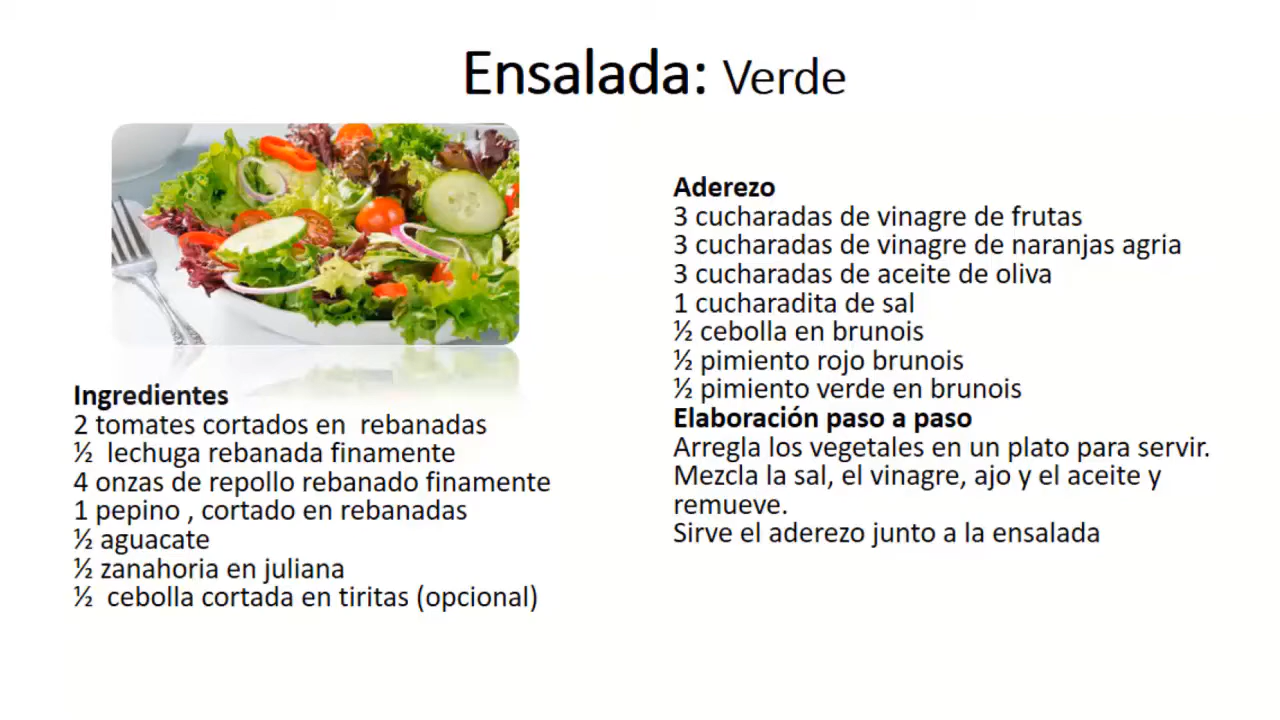 Ensalada: Verde
Ingredientes
2 tomates cortados en rebanadas
½ lechuga rebanada finamente
4 onzas de repollo rebanado finamente
1 pepino , cortado en rebanadas
½ aguacate
½ zanahoria en juliana
½ cebolla cortada en tiritas (opcional)
Aderezo
3 cucharadas de vinagre de frutas
3 cucharadas de vinagre de naranjas agria
3 cucharadas de aceite de oliva
1 cucharadita de sal
½ cebolla en brunois
½ pimiento rojo brunois
½ pimiento verde en brunois
Elaboración paso a paso
Arregla los vegetales en un plato para servir.
Mezcla la sal, el vinagre, ajo y el aceite y
remueve.
Sirve el aderezo junto a la ensalada